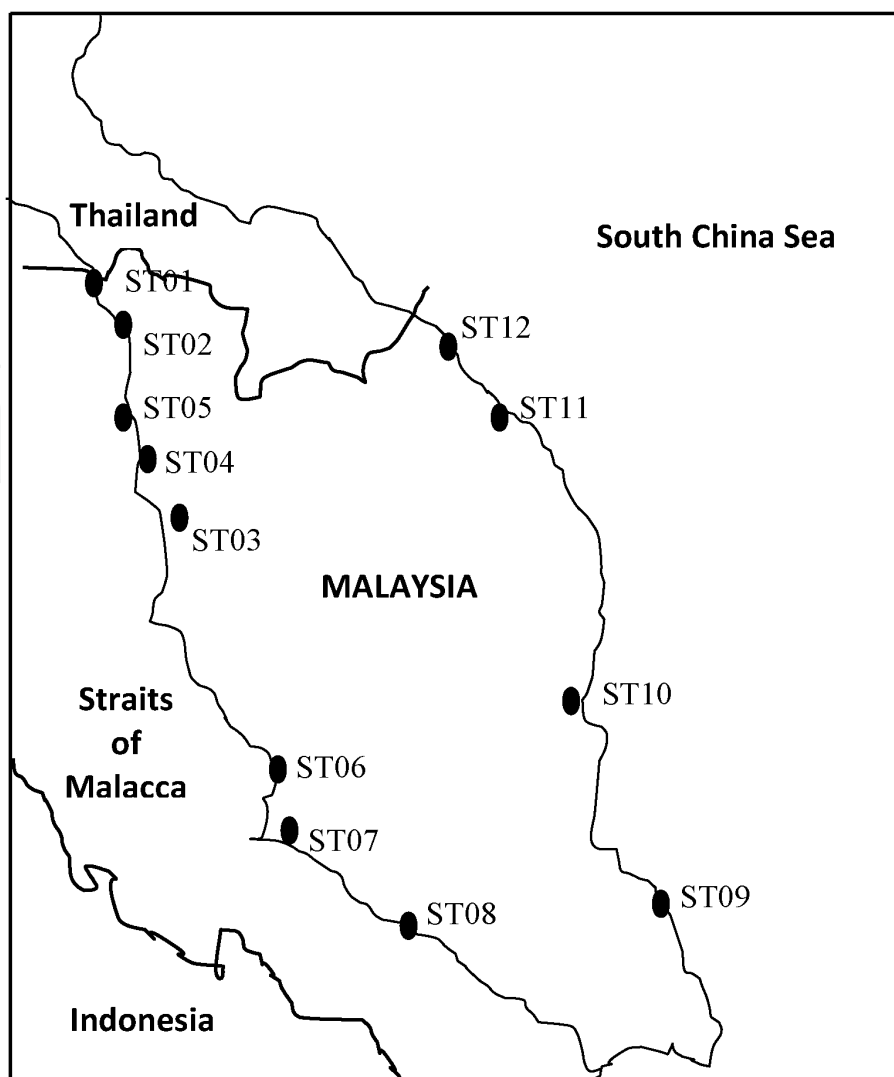 Thailand
South China Sea
ST01
ST12
ST02
ST05
ST11
ST04
ST03
MALAYSIA
Straits
of
Malacca
ST10
ST06
ST07
ST09
ST08
Indonesia